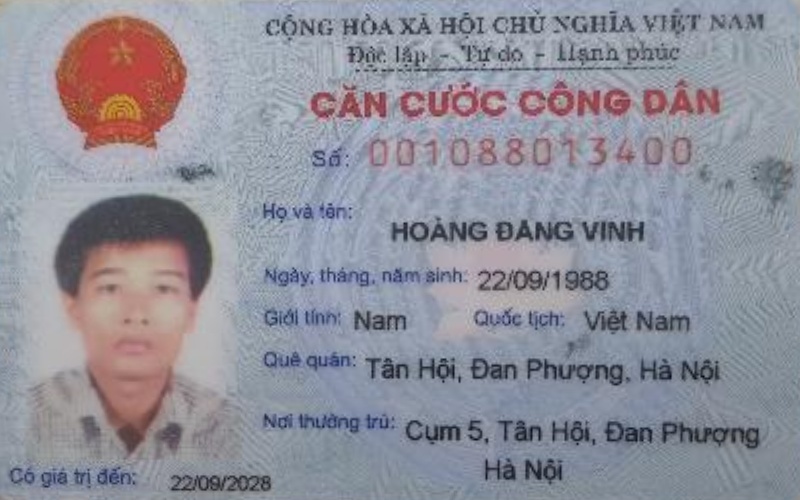 CỘNG HÒA XÃ HỘI CHỦ NGHĨA VIỆT NAM
Độc lập - Tự do - Hạnh phúc
CĂN CƯỚC CÔNG DÂN
Số: 001088013400
Họ và tên:
HOÀNG ĐĂNG VINH
Ngày, tháng, năm sinh: 22/09/1988
Giới tính: Nam Quốc tịch: Việt Nam
Quê quán: Tân Hội, Đan Phượng, Hà Nội
Nơi thường trú: Cụm 5, Tân Hội, Đan Phượng
Hà Nội
Có giá trị đến: 22/09/2028